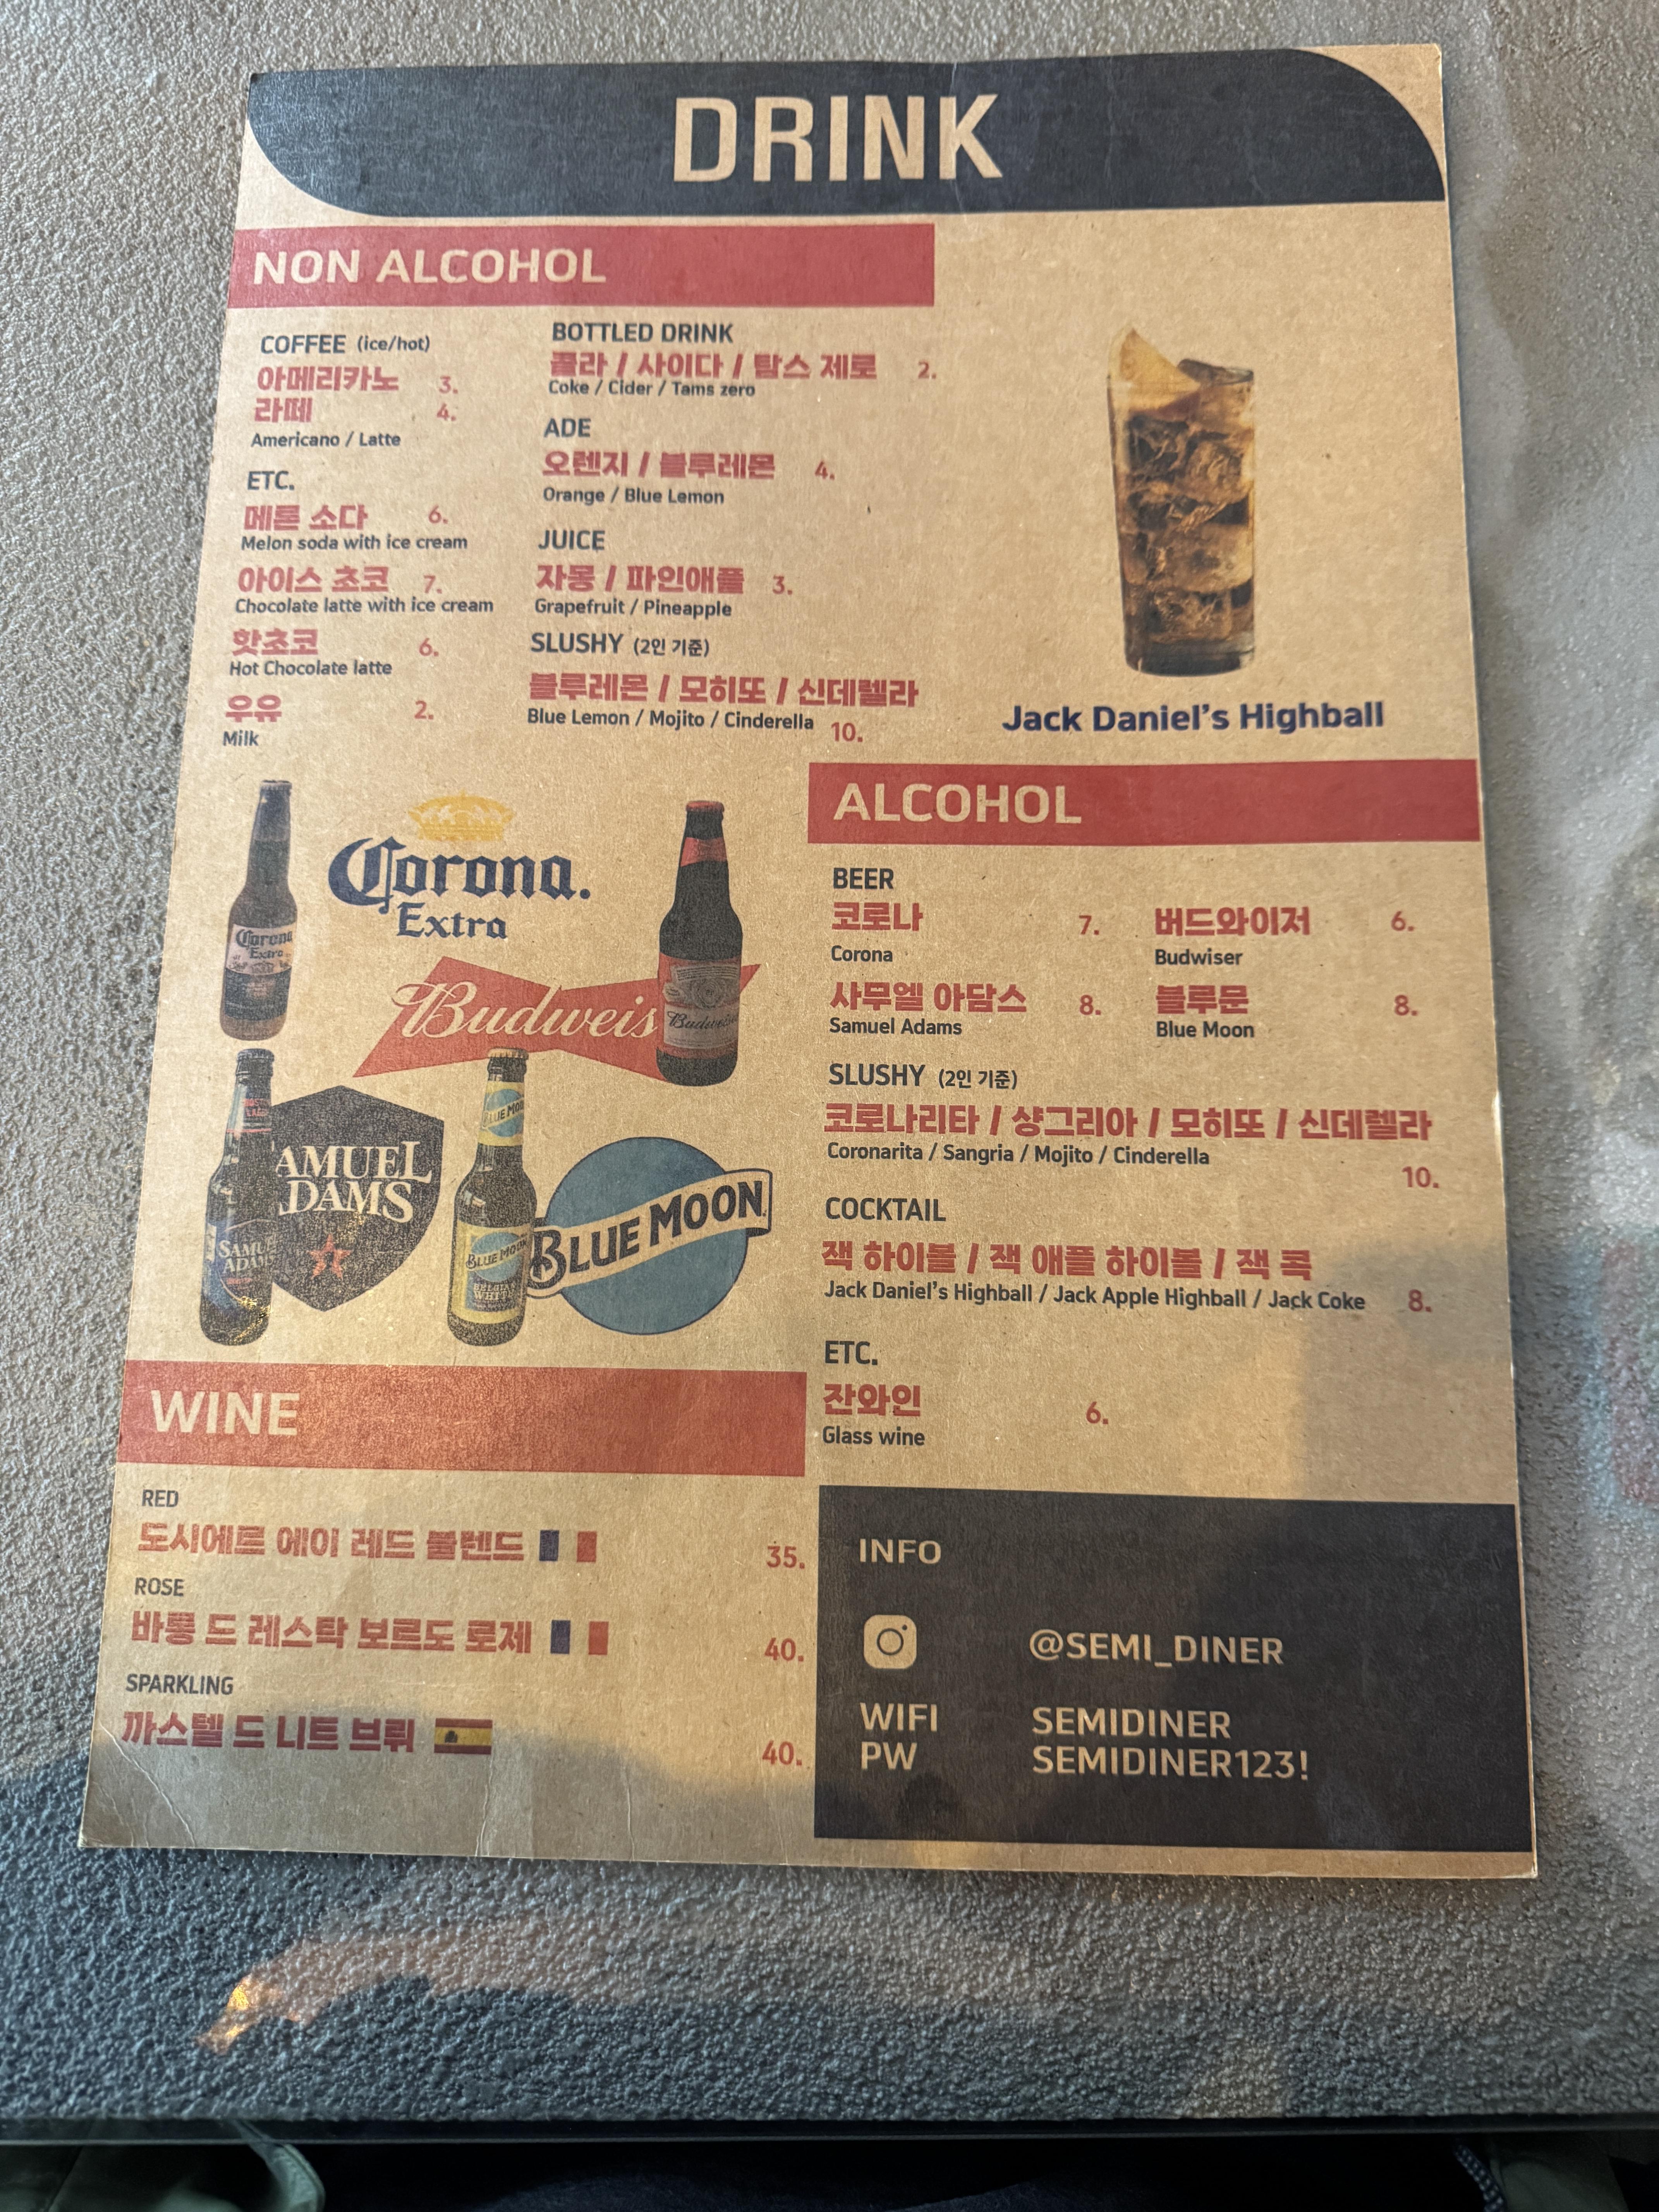 DRINK
NON ALCOHOL
COFFEE (ice/hot)
아메리카노 3.
라떼 4.
Americano / Latte
ETC.
메론 소다 6.
Melon soda with ice cream
아이스 초코 7.
Chocolate latte with ice cream
핫초코 6.
Hot Chocolate latte
우유 2.
Milk
BOTTLED DRINK
콜라 / 사이다 / 탐스 제로 2.
Coke / Cider / Tams zero
ADE
오렌지 / 블루레몬 4.
Orange / Blue Lemon
JUICE
자몽 / 파인애플 3.
Grapefruit / Pineapple
SLUSHY (2인 기준)
블루레몬 / 모히또 / 신데렐라
Blue Lemon / Mojito / Cinderella 10.
Jack Daniel's Highball
Corona.
Extra
Corona
Extra
Budweis
SAMUEL
ADAMS
BLUE MOON
BLUE MOON
BLUE MOON
BELGIAN
WHITE
ALCOHOL
BEER
코로나 7.
Corona
버드와이저 6.
Budwiser
사무엘 아담스 8.
Samuel Adams
블루문 8.
Blue Moon
SLUSHY (2인 기준)
코로나리타 / 샹그리아 / 모히또 / 신데렐라
Coronarita / Sangria / Mojito / Cinderella
10.
COCKTAIL
잭 하이볼 / 잭 애플 하이볼 / 잭 콕
Jack Daniel's Highball / Jack Apple Highball / Jack Coke 8.
ETC.
잔와인 6.
Glass wine
WINE
RED
도시에르 에이 레드 블렌드 35.
ROSE
바롱 드 레스탁 보르도 로제 40.
SPARKLING
까스텔 드 니트 브뤼 40.
INFO
@SEMI_DINER
WIFI SEMIDINER
PW SEMIDINER123!